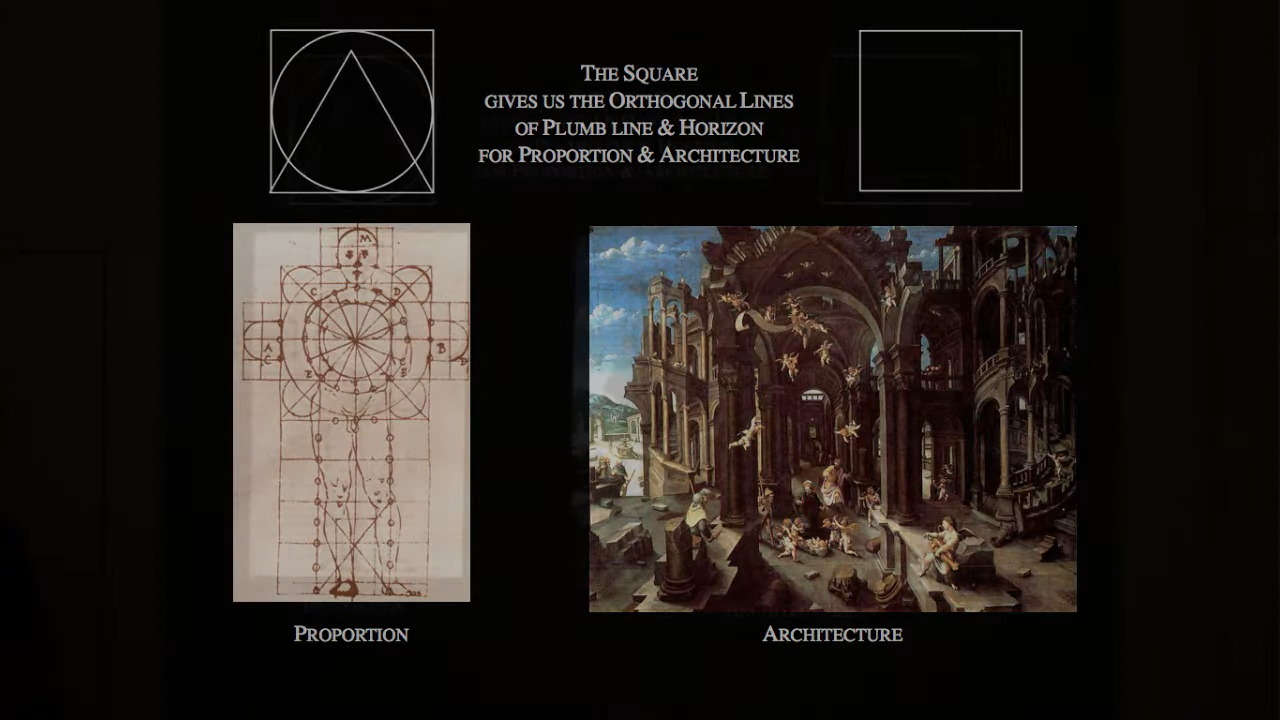 THE SQUARE
GIVES US THE ORTHOGONAL LINES
OF PLUMB LINE & HORIZON
FOR PROPORTION & ARCHITECTURE
M
C D
A B
C
E
PROPORTION
ARCHITECTURE